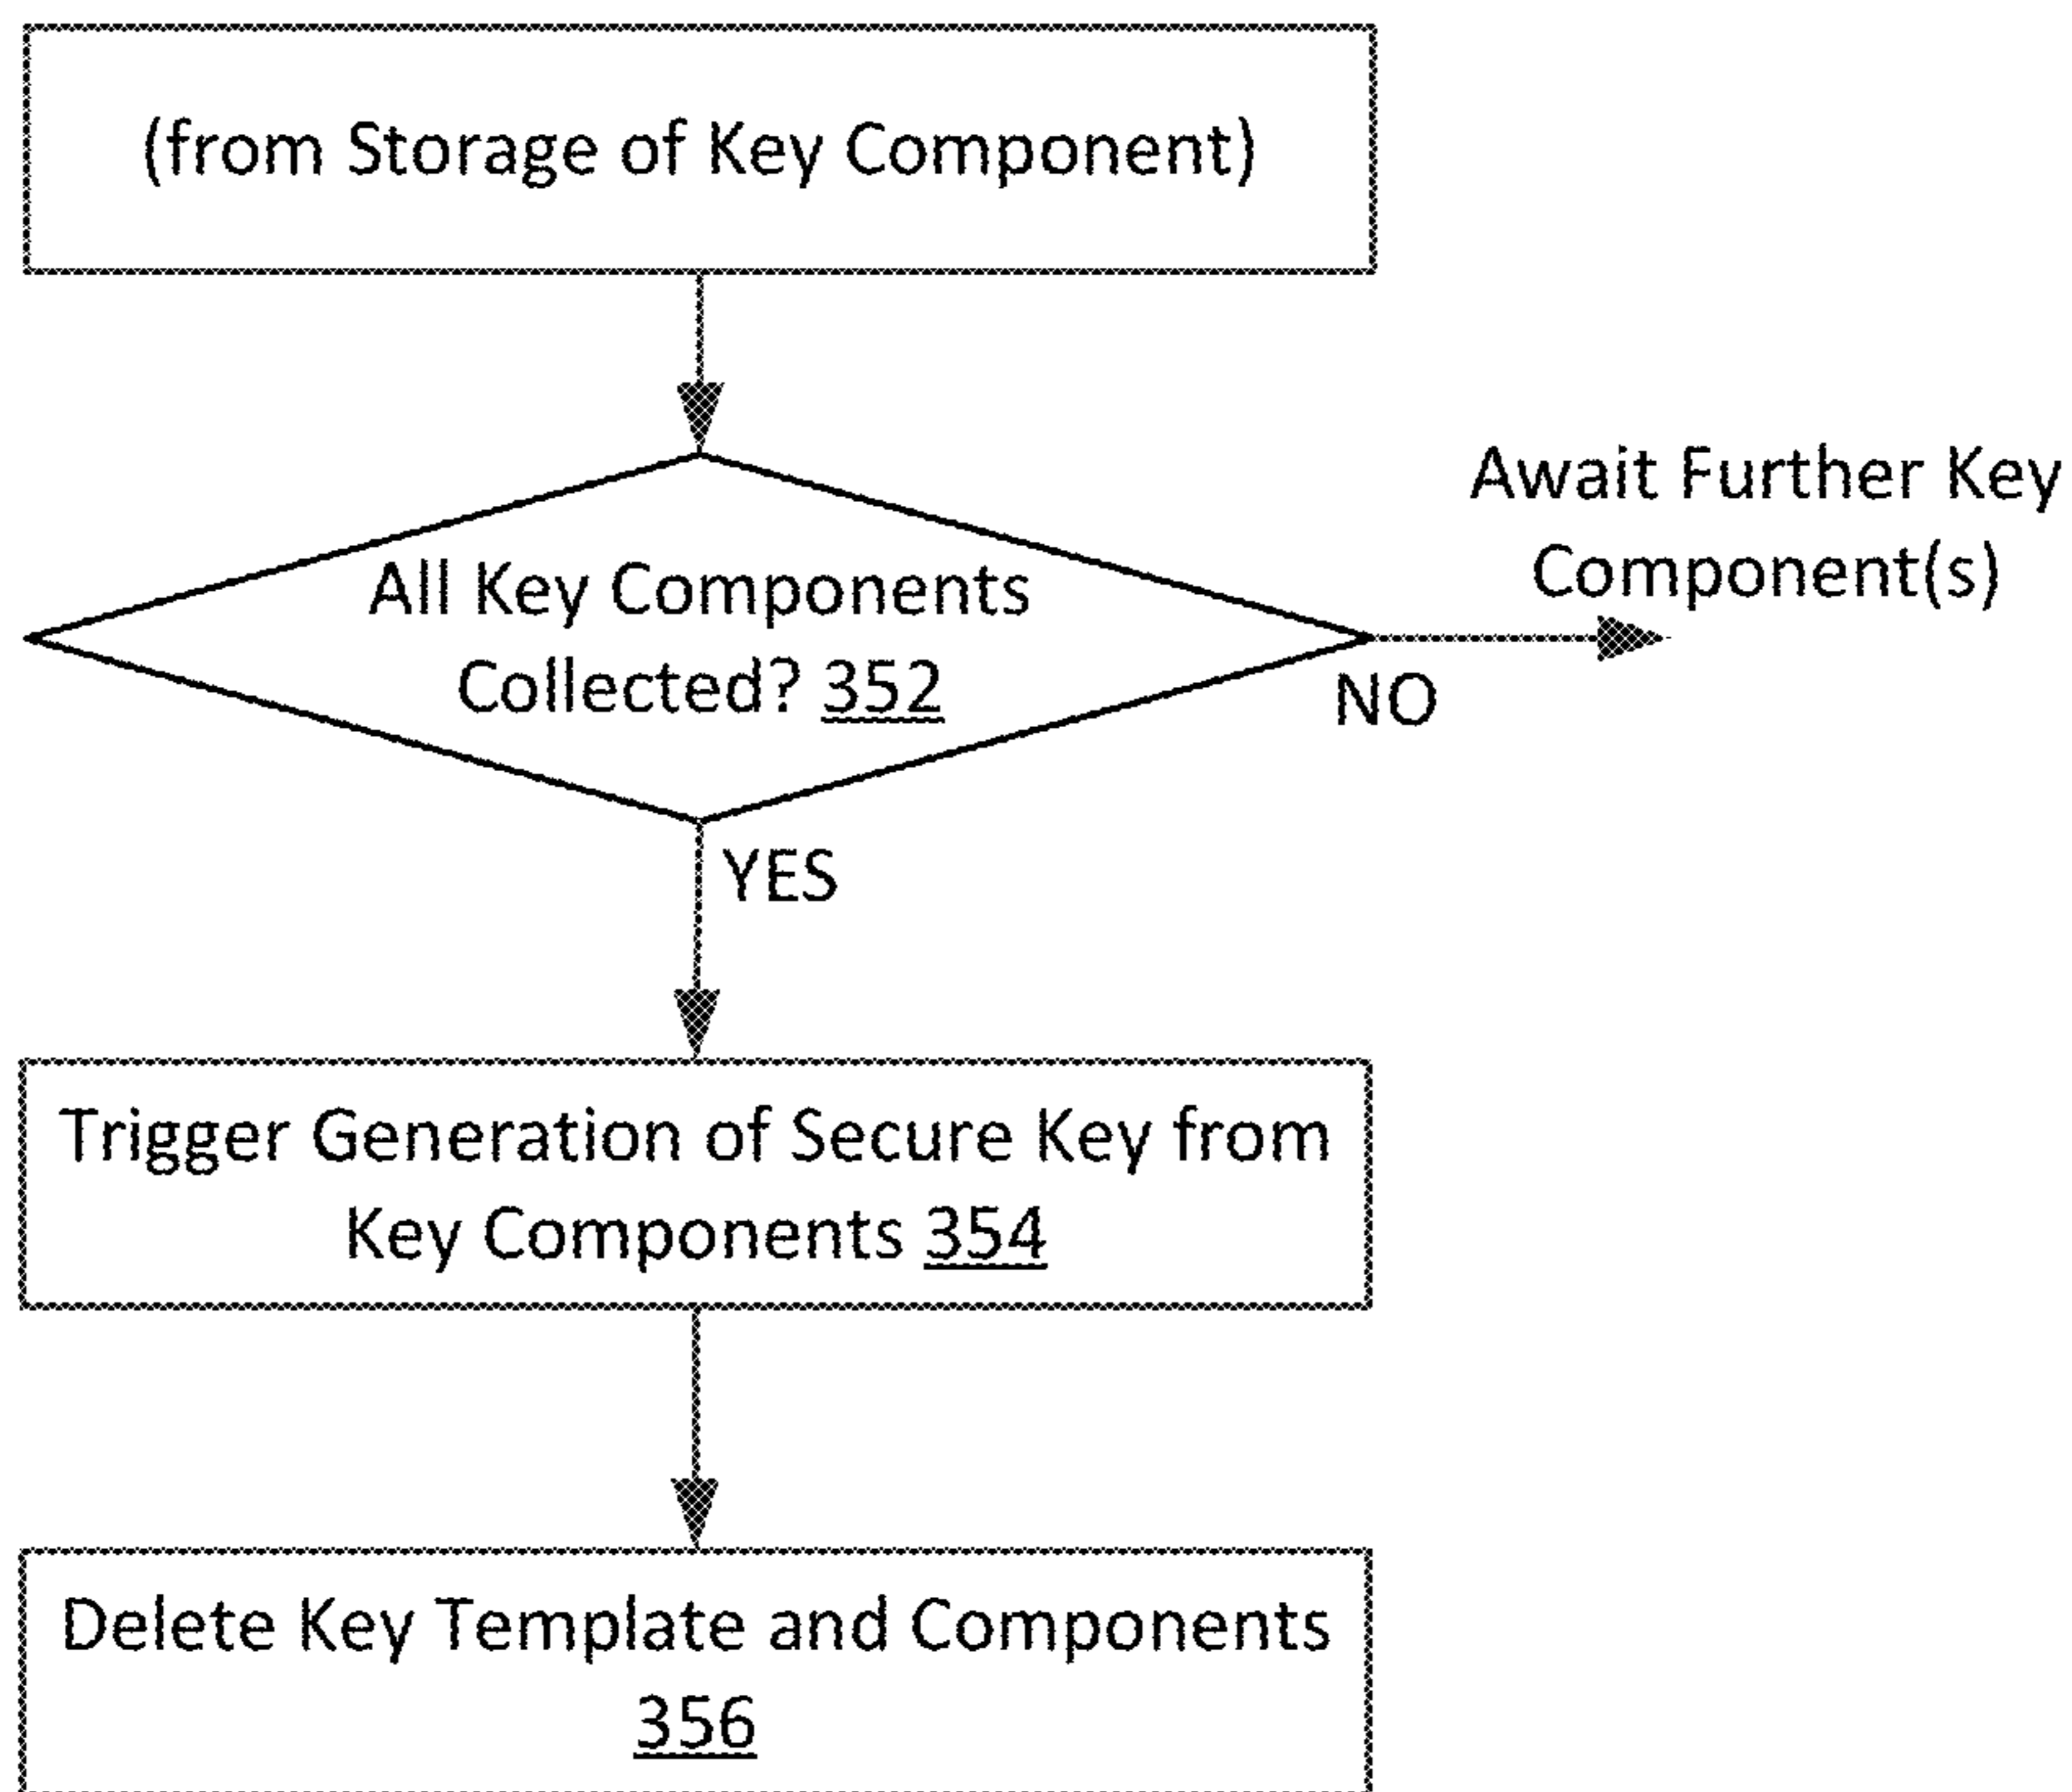 (from Storage of Key Component)
Await Further Key
Component(s)
All Key Components
Collected? 352
NO
YES
Trigger Generation of Secure Key from
Key Components 354
Delete Key Template and Components
356